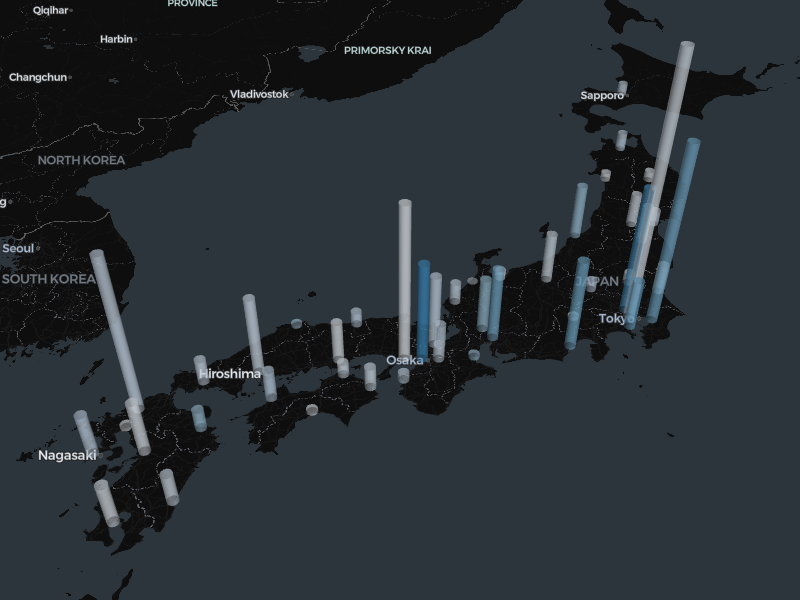 PROVINCE
Qiqihar
Harbin
PRIMORSKY KRAI
Changchun
Vladivostok
Sapporo
NORTH KOREA
g
Seoul
SOUTH KOREA
JAPAN
Tokyo
Osaka
Hiroshima
Nagasaki